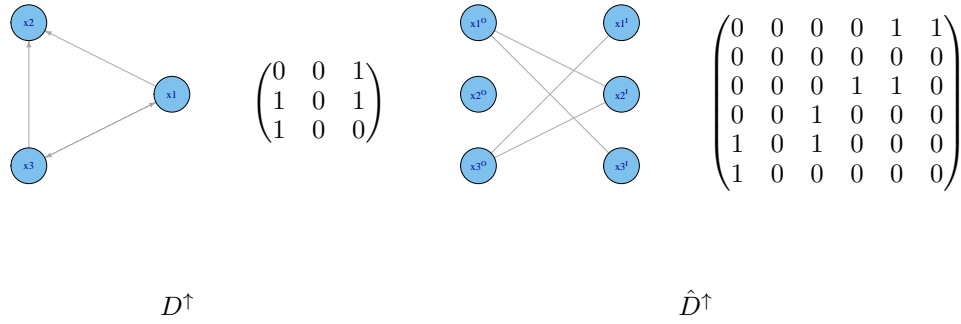 x2
x1
x3
0 0 1
1 0 1
1 0 0
x1ᴼ
x2ᴼ
x3ᴼ
x1ᴵ
x2ᴵ
x3ᴵ
0 0 0 0 1 1
0 0 0 0 0 0
0 0 0 1 1 0
0 0 1 0 0 0
1 0 1 0 0 0
1 0 0 0 0 0
D↑
D̂↑